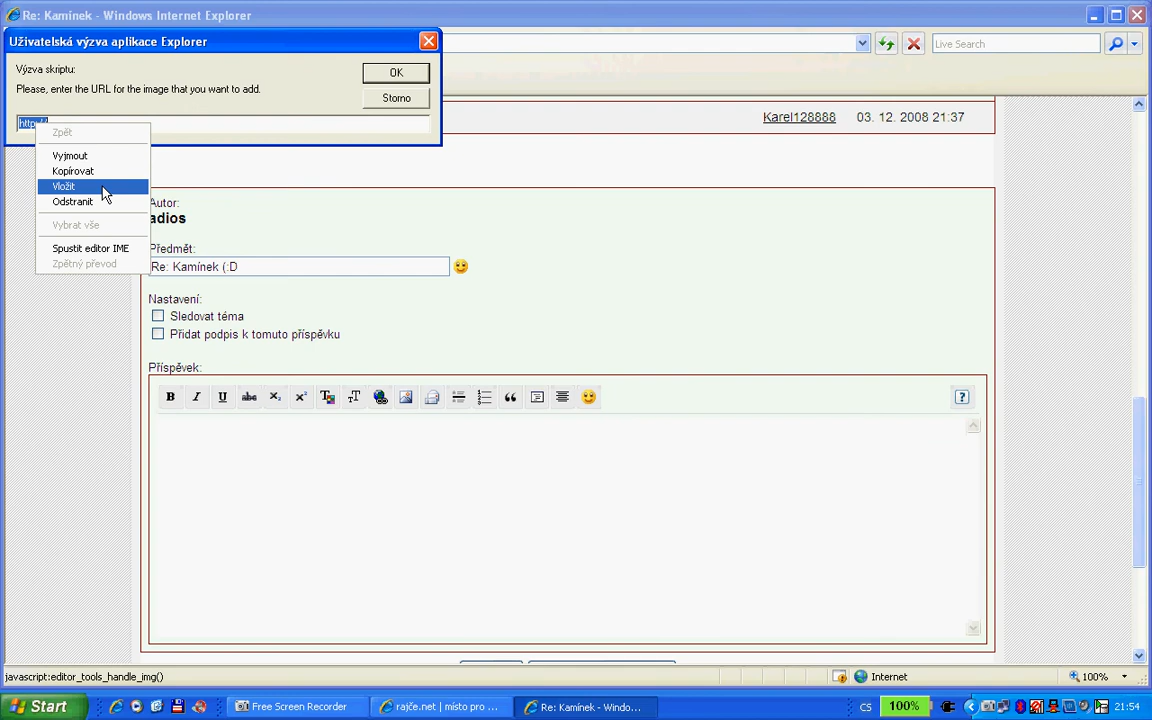 Re: Kamínek - Windows Internet Explorer
Uživatelská výzva aplikace Explorer
Live Search
Výzva skriptu:
OK
Please, enter the URL for the image that you want to add.
Storno
http://
Karel128888 03. 12. 2008 21:37
Zpět
Vyjmout
Kopírovat
Vložit
Odstranit
Vybrat vše
Spustit editor IME
Zpětný převod
Autor:
adios
Předmět:
Re: Kamínek (:D
Nastavení:
Sledovat téma
Přidat podpis k tomuto příspěvku
Příspěvek:
B I U abc X₂ X² T T ?
javascript:editor_tools_handle_img()
Internet
100%
Start
Free Screen Recorder
rajče.net | místo pro ...
Re: Kamínek - Windo...
CS
100%
21:54